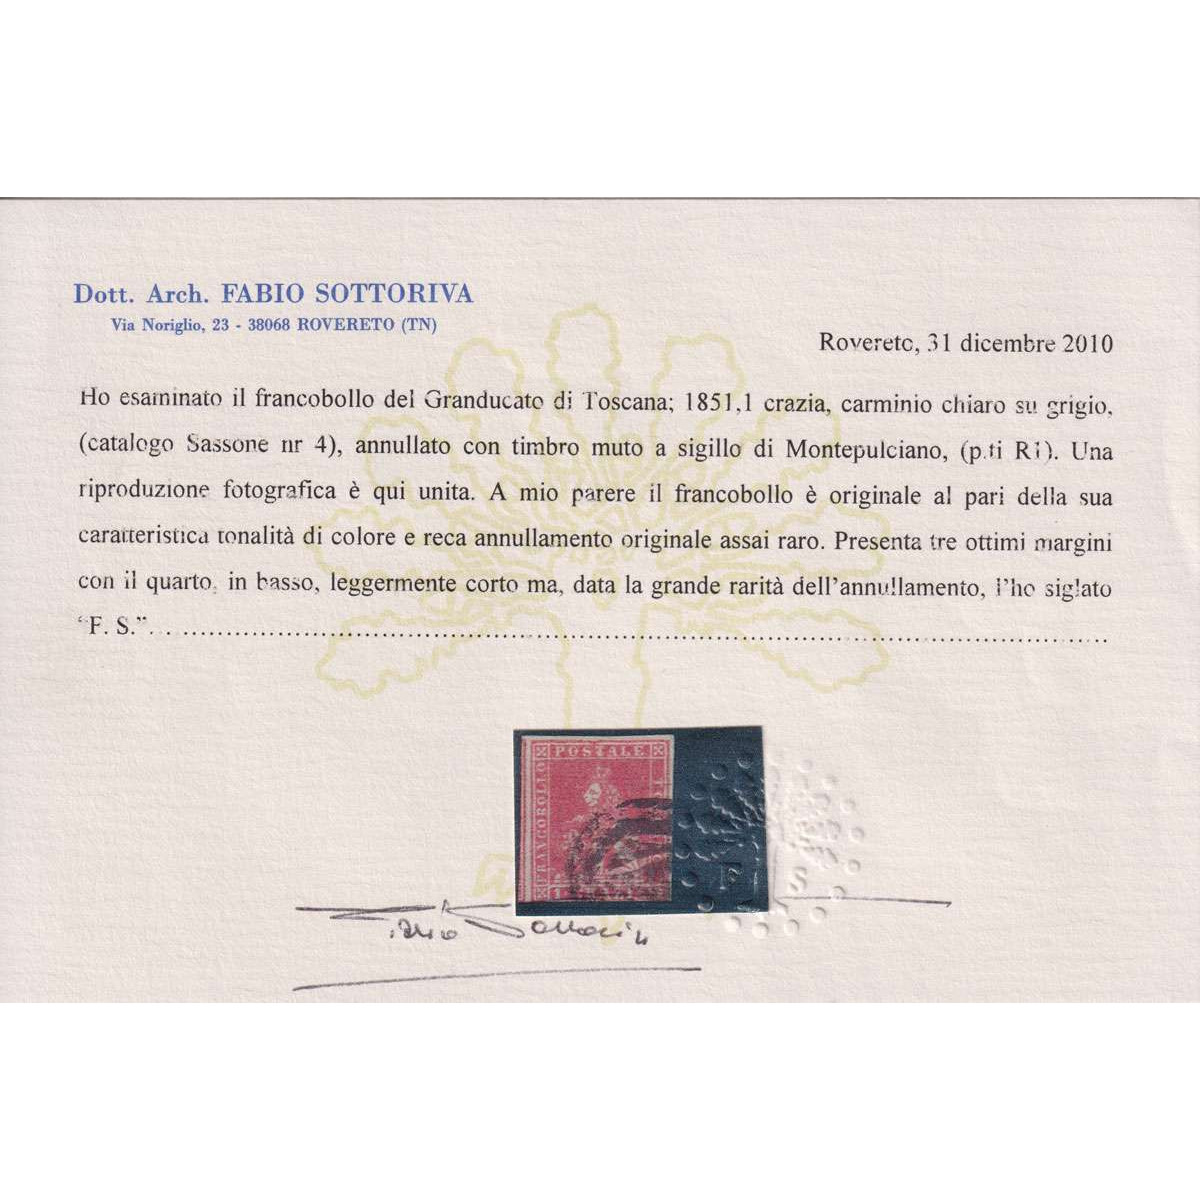 Dott. Arch. FABIO SOTTORIVA
Via Noriglio, 23 - 38068 ROVERETO (TN)
Rovereto, 31 dicembre 2010
Ho esaminato il francobollo del Granducato di Toscana; 1851,1 crazia, carminio chiaro su grigio,
(catalogo Sassone nr 4), annullato con timbro muto a sigillo di Montepulciano, (p.ti R1). Una
riproduzione fotografica è qui unita. A mio parere il francobollo è originale al pari della sua
caratteristica tonalità di colore e reca annullamento originale assai raro. Presenta tre ottimi margini
con il quarto, in basso, leggermente corto ma, data la grande rarità dell'annullamento, l'ho siglato
"F. S."................................................................
FRANCOBOLLO
POSTALE
F S